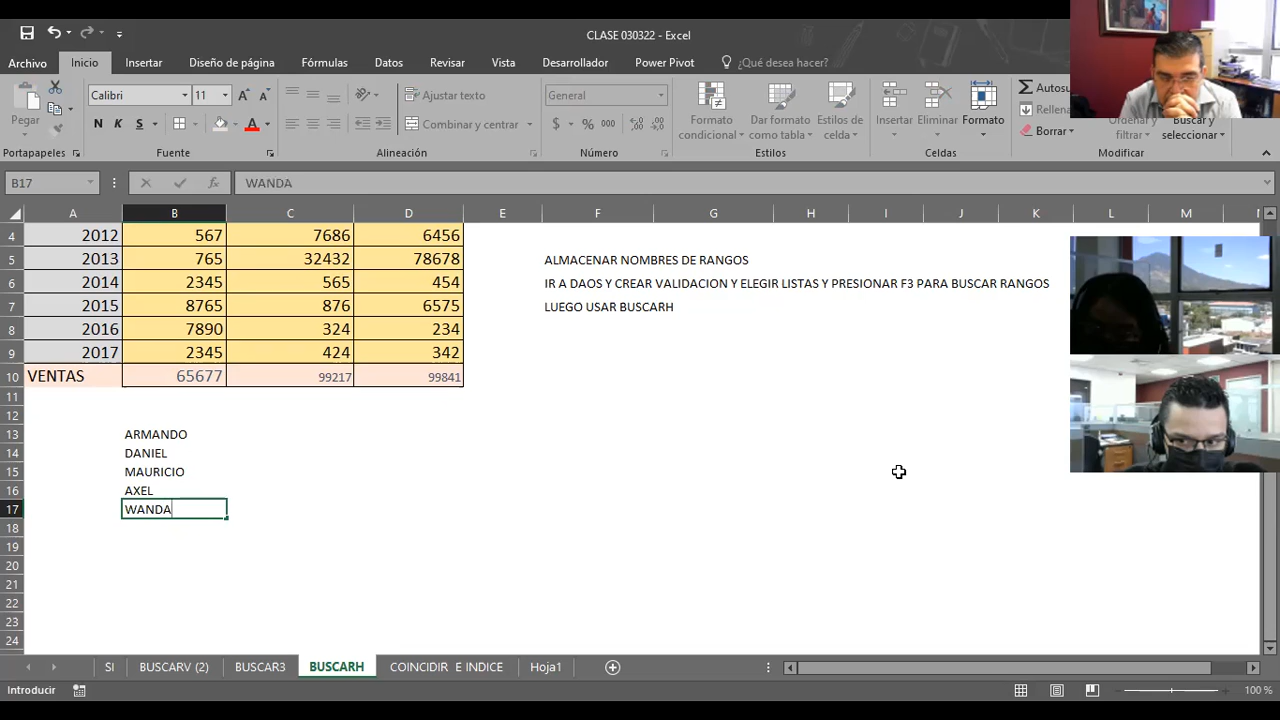 CLASE 030322 - Excel
Archivo Inicio Insertar Diseño de página Fórmulas Datos Revisar Vista Desarrollador Power Pivot ¿Qué desea hacer?
Pegar
Calibri 11
N K S
Ajustar texto
Combinar y centrar
General
$ % 000
Formato condicional
Dar formato como tabla
Estilos de celda
Insertar Eliminar Formato
Autosu
Rellena
Borrar
Ordenar y filtrar
Buscar y seleccionar
Portapapeles Fuente Alineación Número Estilos Celdas Modificar
B17 fx WANDA
A B C D E F G H I J K L M
4 2012 567 7686 6456
5 2013 765 32432 78678 ALMACENAR NOMBRES DE RANGOS
6 2014 2345 565 454 IR A DAOS Y CREAR VALIDACION Y ELEGIR LISTAS Y PRESIONAR F3 PARA BUSCAR RANGOS
7 2015 8765 876 6575 LUEGO USAR BUSCARH
8 2016 7890 324 234
9 2017 2345 424 342
10 VENTAS 65677 99217 99841
11
12
13 ARMANDO
14 DANIEL
15 MAURICIO
16 AXEL
17 WANDA
18
19
20
21
22
23
24
SI BUSCARV (2) BUSCAR3 BUSCARH COINCIDIR E INDICE Hoja1
Introducir 100 %